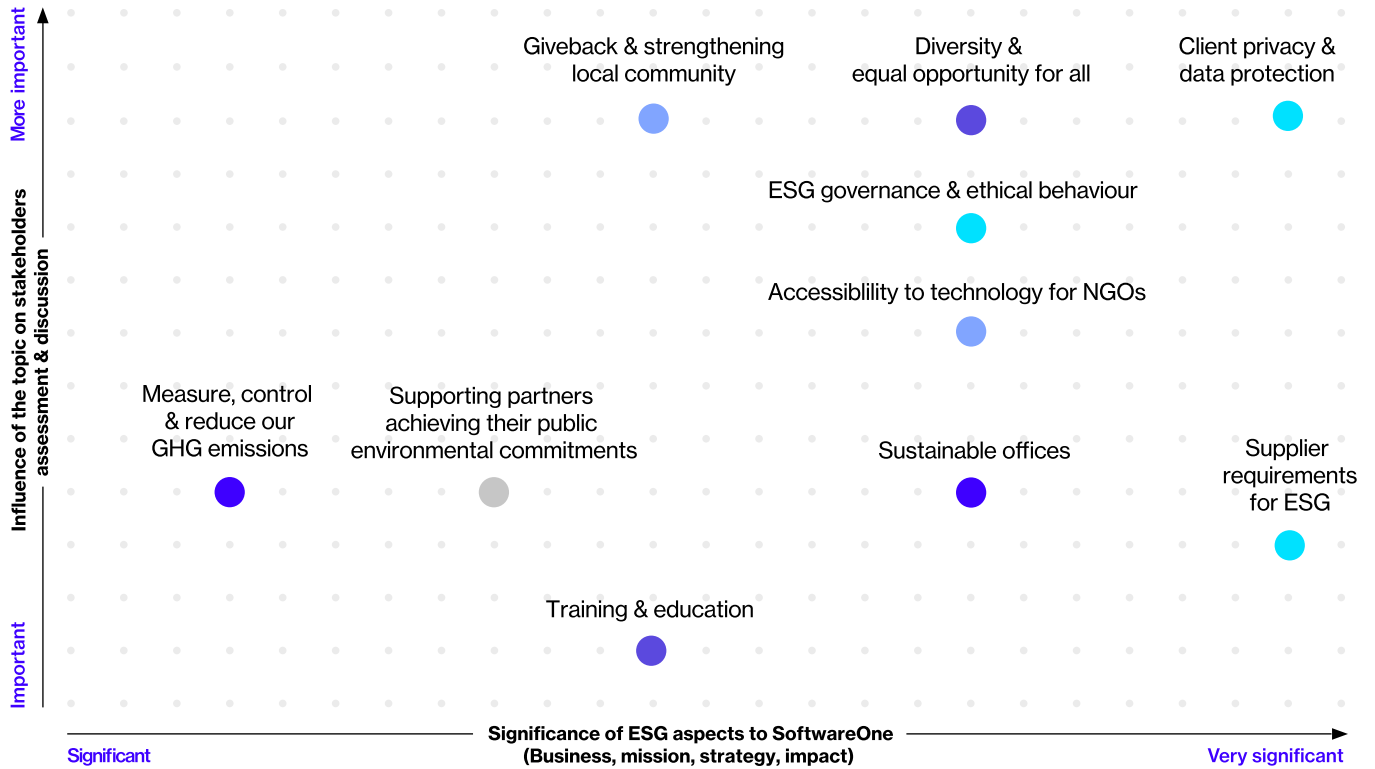 More important
Influence of the topic on stakeholders
assessment & discussion
Important
Giveback & strengthening
local community
Diversity &
equal opportunity for all
Client privacy &
data protection
ESG governance & ethical behaviour
Accessiblility to technology for NGOs
Measure, control
& reduce our
GHG emissions
Supporting partners
achieving their public
environmental commitments
Sustainable offices
Supplier
requirements
for ESG
Training & education
Significance of ESG aspects to SoftwareOne
(Business, mission, strategy, impact)
Significant
Very significant